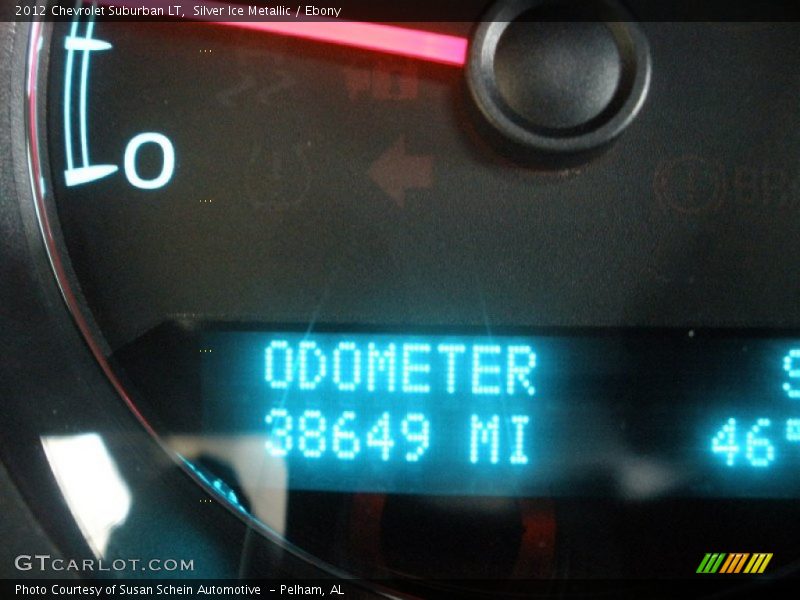 2012 Chevrolet Suburban LT,  Silver Ice Metallic / Ebony
0
ODOMETER
S
38649 MI
46°
GTCARLOT.COM
Photo Courtesy of Susan Schein Automotive  - Pelham, AL